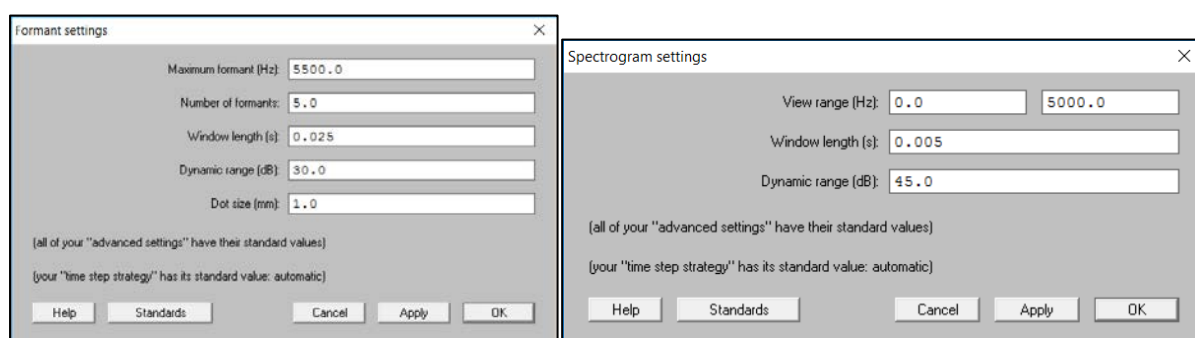 Formant settings
Maximum formant (Hz): 5500.0
Number of formants: 5.0
Window length (s): 0.025
Dynamic range (dB): 30.0
Dot size (mm): 1.0
(all of your "advanced settings" have their standard values)
(your "time step strategy" has its standard value: automatic)
Help Standards Cancel Apply OK
Spectrogram settings
View range (Hz): 0.0 5000.0
Window length (s): 0.005
Dynamic range (dB): 45.0
(all of your "advanced settings" have their standard values)
(your "time step strategy" has its standard value: automatic)
Help Standards Cancel Apply OK